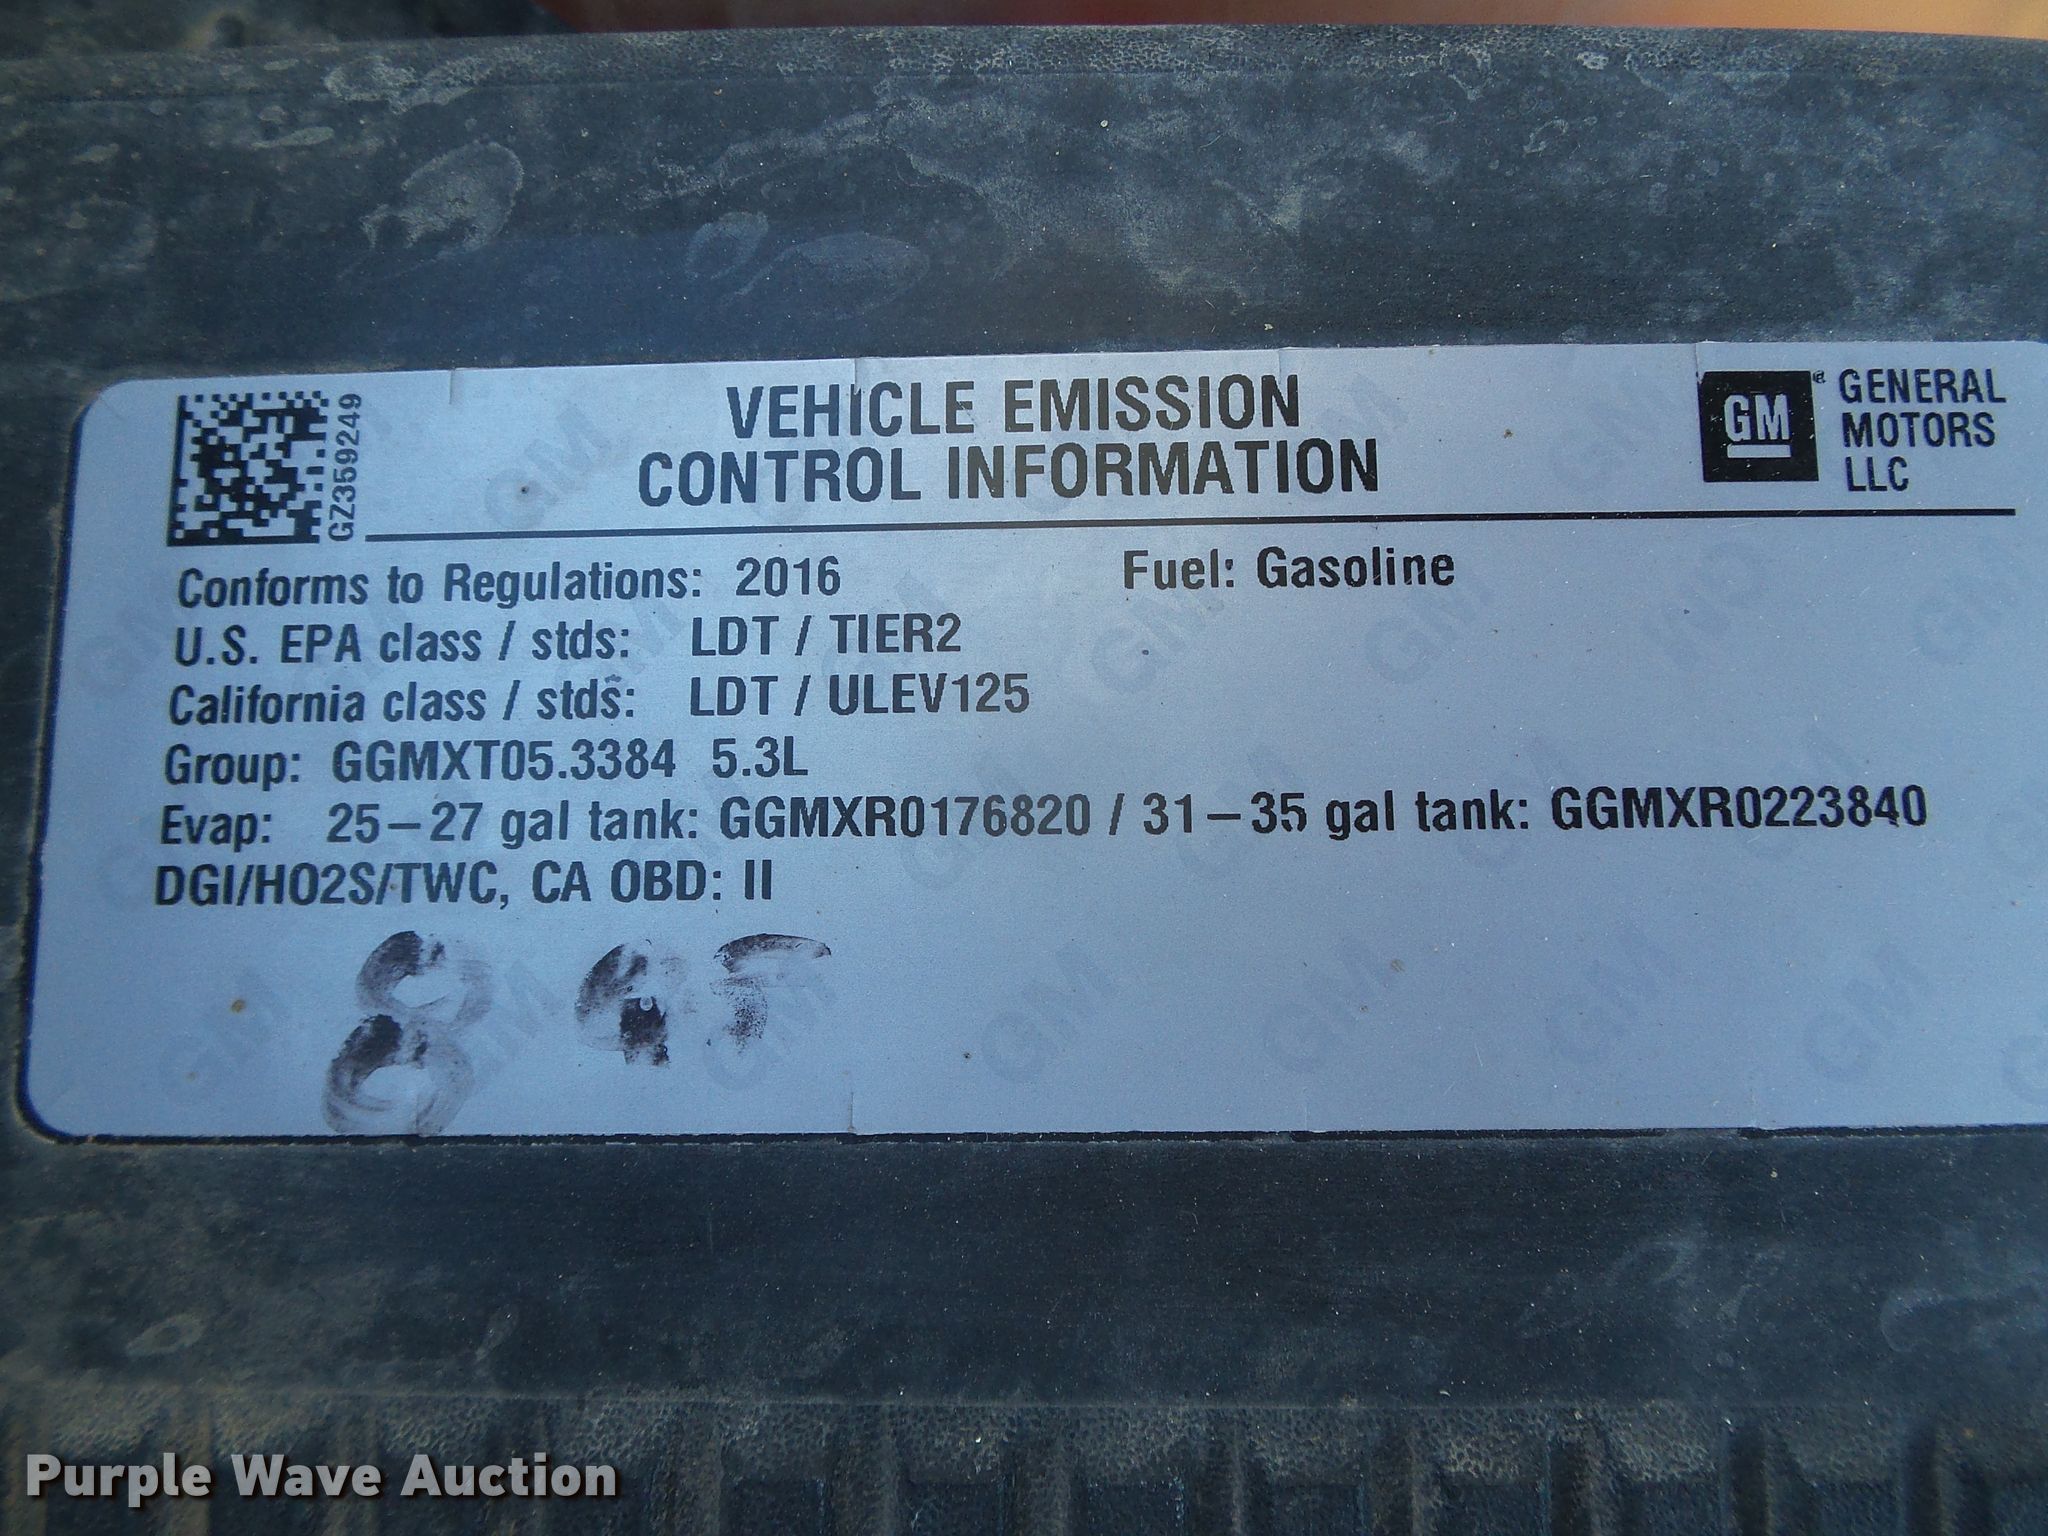 GZ359249
VEHICLE EMISSION
CONTROL INFORMATION
GM
GENERAL
MOTORS
LLC
Conforms to Regulations: 2016 Fuel: Gasoline
U.S. EPA class / stds: LDT / TIER2
California class / stds: LDT / ULEV125
Group: GGMXT05.3384 5.3L
Evap: 25-27 gal tank: GGMXR0176820 / 31-35 gal tank: GGMXR0223840
DGI/HO2S/TWC, CA OBD: II
Purple Wave Auction